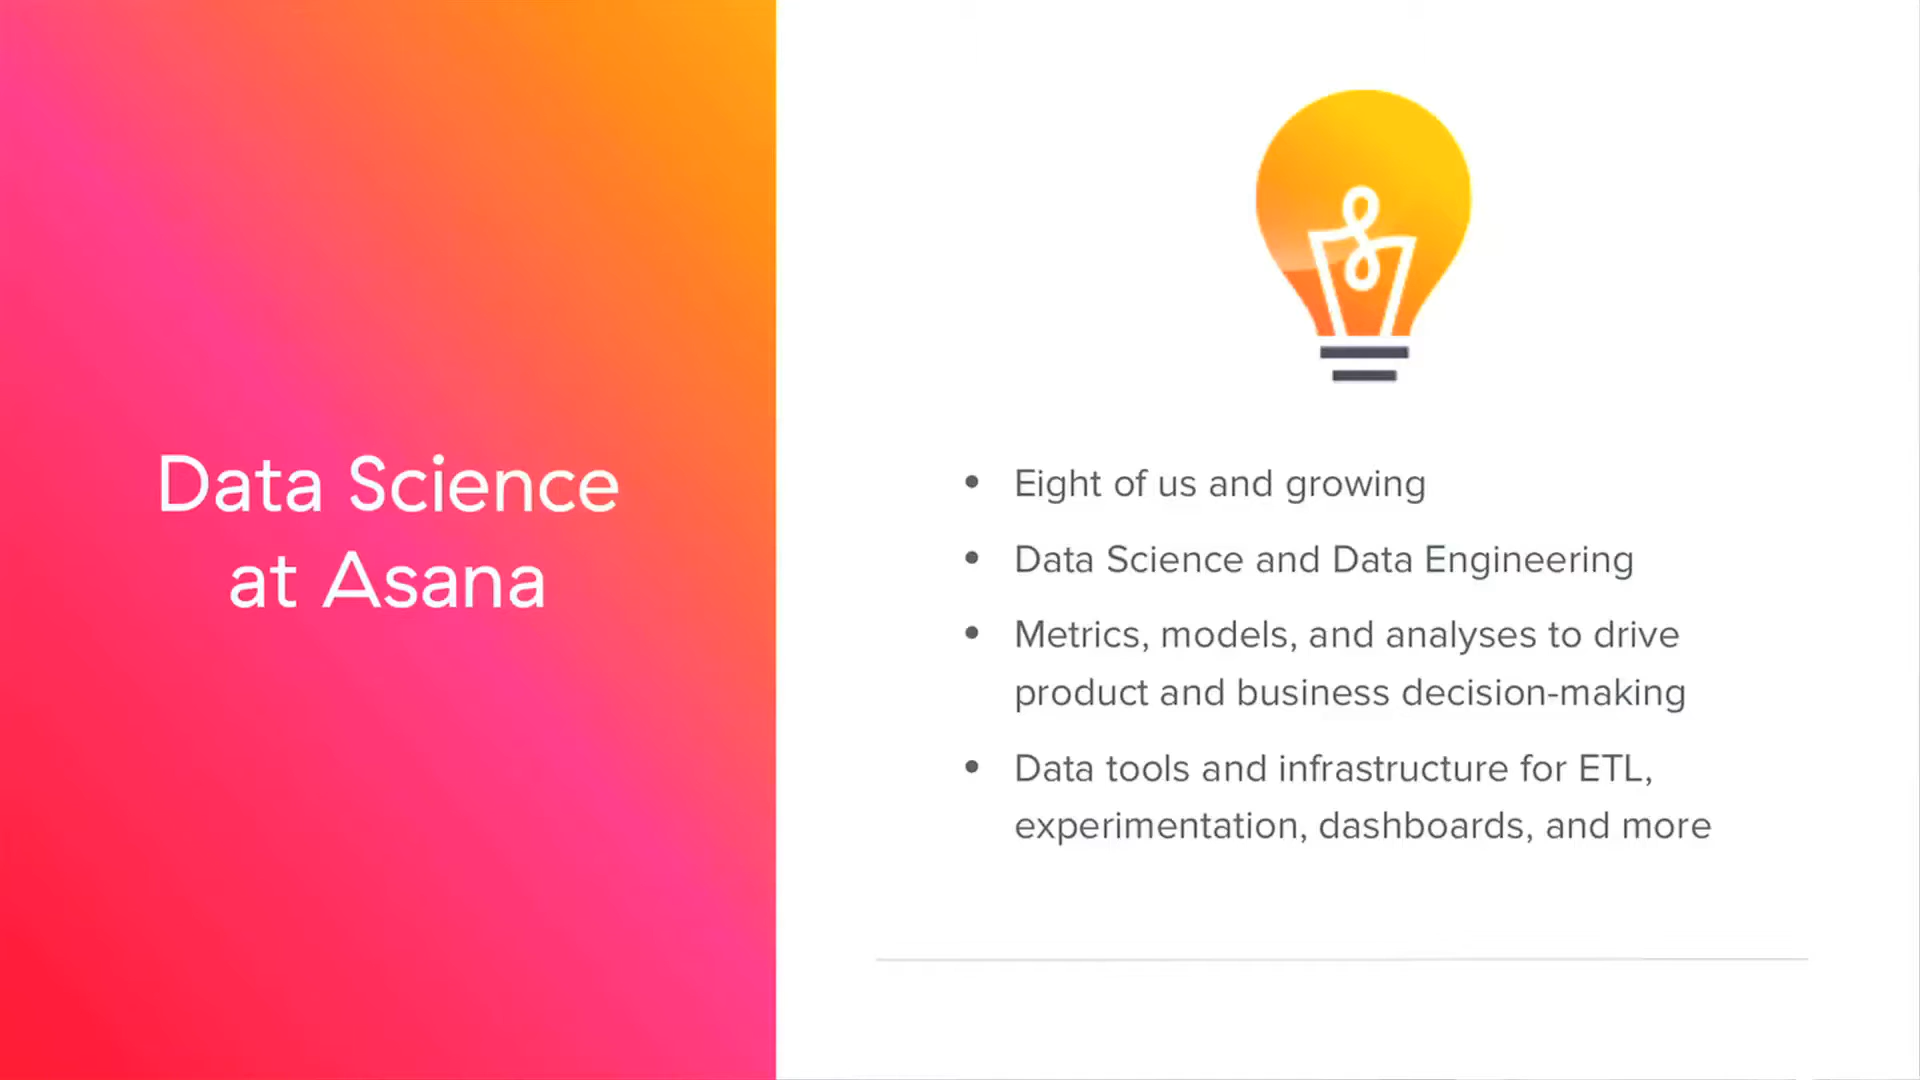 Data Science
at Asana
• Eight of us and growing
• Data Science and Data Engineering
• Metrics, models, and analyses to drive
product and business decision-making
• Data tools and infrastructure for ETL,
experimentation, dashboards, and more